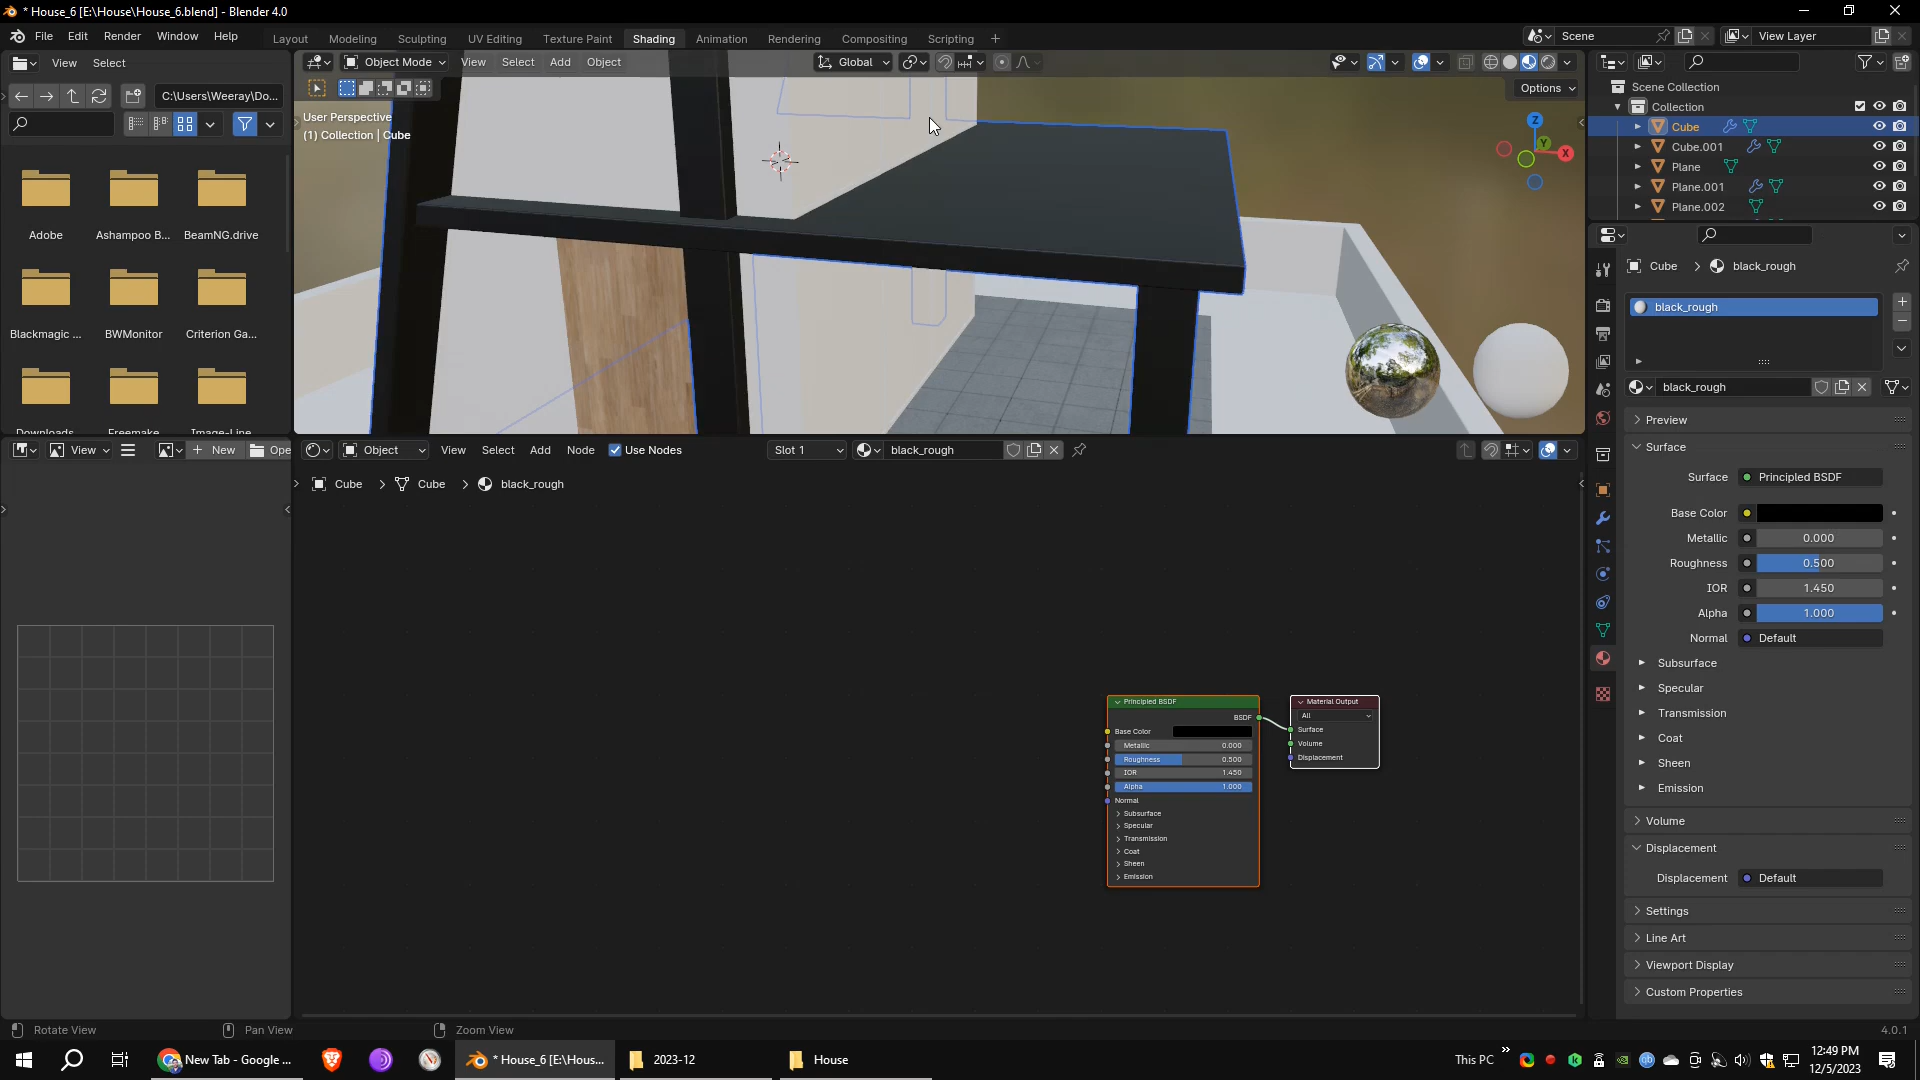 * House_6 [E:\House\House_6.blend] - Blender 4.0
File Edit Render Window Help
Layout Modeling Sculpting UV Editing Texture Paint Shading Animation Rendering Compositing Scripting
Scene
View Layer
View Select
Object Mode View Select Add Object
Global
C:\Users\Weeray\Do...
Options
User Perspective
(1) Collection | Cube
Z
Y
X
Adobe
Ashampoo B...
BeamNG.drive
Blackmagic ...
BWMonitor
Criterion Ga...
Downloads
Freemake
Image-Line
Scene Collection
Collection
Cube
Cube.001
Plane
Plane.001
Plane.002
Cube > black_rough
black_rough
black_rough
Preview
Surface
Surface Principled BSDF
Base Color
Metallic 0.000
Roughness 0.500
IOR 1.450
Alpha 1.000
Normal Default
Subsurface
Specular
Transmission
Coat
Sheen
Emission
Volume
Displacement
Displacement Default
Settings
Line Art
Viewport Display
Custom Properties
View
New
Ope
Object View Select Add Node Use Nodes Slot 1 black_rough
Cube > Cube > black_rough
Principled BSDF
BSDF
Base Color
Metallic 0.000
Roughness 0.500
IOR 1.450
Alpha 1.000
Normal
Subsurface
Specular
Transmission
Coat
Sheen
Emission
Material Output
All
Surface
Volume
Displacement
Rotate View Pan View Zoom View
4.0.1
New Tab - Google ...
* House_6 [E:\Hous...
2023-12
House
This PC
12:49 PM
12/5/2023